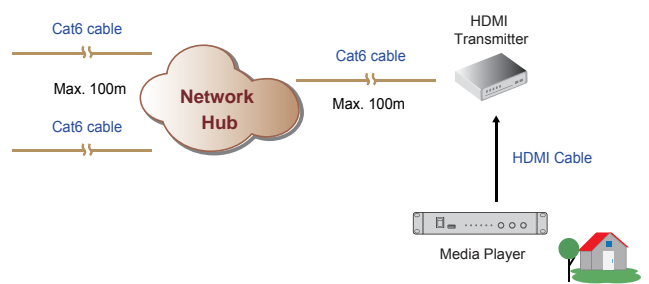 Cat6 cable
Max. 100m
Cat6 cable
Network
Hub
Cat6 cable
Max. 100m
HDMI
Transmitter
HDMI Cable
Media Player